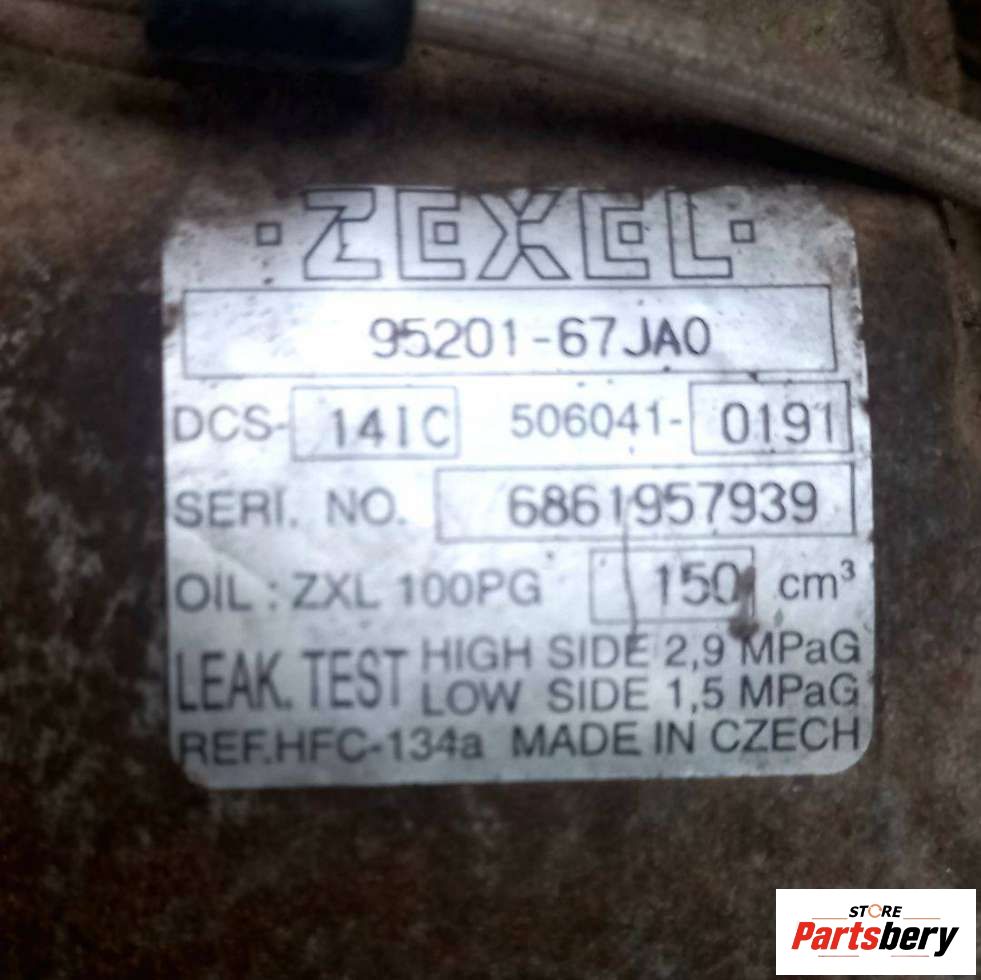 ZEXEL
95201-67JA0
DCS- 141C 506041- 0191
SERI. NO. 6861957939
OIL : ZXL 100PG 150 cm³
LEAK. TEST HIGH SIDE 2,9 MPaG
LOW SIDE 1,5 MPaG
REF.HFC-134a MADE IN CZECH
STORE
Partsbery